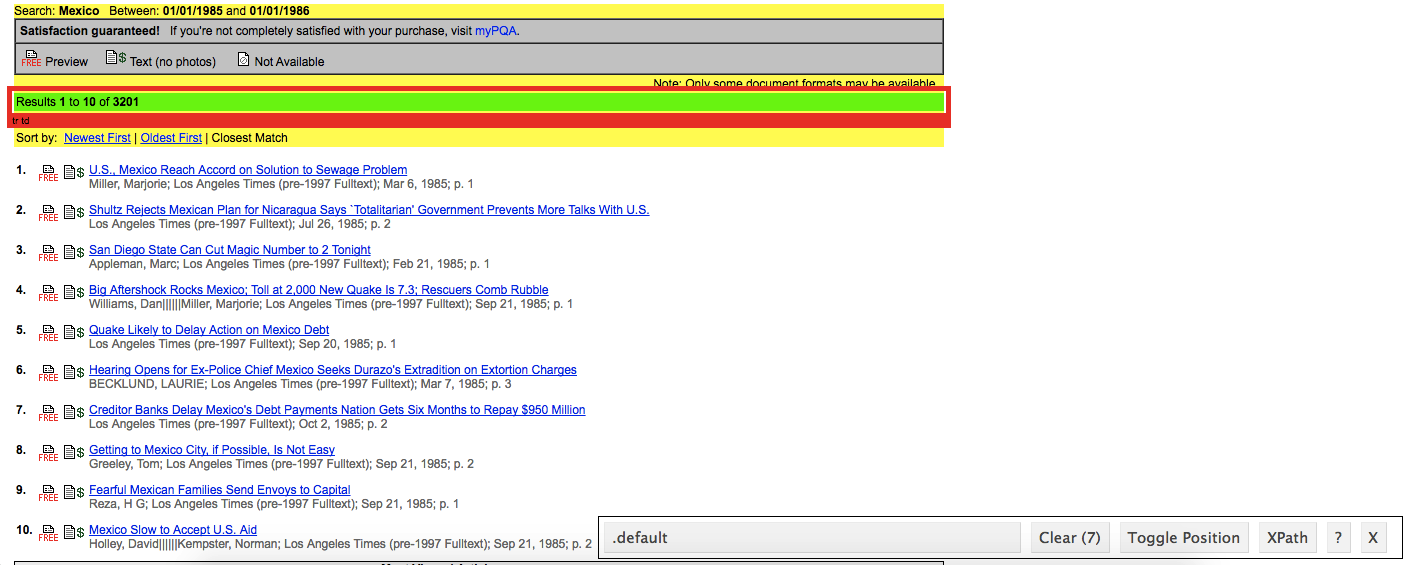 Search: Mexico Between: 01/01/1985 and 01/01/1986
Satisfaction guaranteed! If you're not completely satisfied with your purchase, visit myPQA.
FREE Preview $ Text (no photos) Not Available
Note: Only some document formats may be available.
Results 1 to 10 of 3201
tr td
Sort by: Newest First | Oldest First | Closest Match
1. FREE $ U.S., Mexico Reach Accord on Solution to Sewage Problem
Miller, Marjorie; Los Angeles Times (pre-1997 Fulltext); Mar 6, 1985; p. 1
2. FREE $ Shultz Rejects Mexican Plan for Nicaragua Says `Totalitarian' Government Prevents More Talks With U.S.
Los Angeles Times (pre-1997 Fulltext); Jul 26, 1985; p. 2
3. FREE $ San Diego State Can Cut Magic Number to 2 Tonight
Appleman, Marc; Los Angeles Times (pre-1997 Fulltext); Feb 21, 1985; p. 1
4. FREE $ Big Aftershock Rocks Mexico; Toll at 2,000 New Quake Is 7.3; Rescuers Comb Rubble
Williams, Dan||||||Miller, Marjorie; Los Angeles Times (pre-1997 Fulltext); Sep 21, 1985; p. 1
5. FREE $ Quake Likely to Delay Action on Mexico Debt
Los Angeles Times (pre-1997 Fulltext); Sep 20, 1985; p. 1
6. FREE $ Hearing Opens for Ex-Police Chief Mexico Seeks Durazo's Extradition on Extortion Charges
BECKLUND, LAURIE; Los Angeles Times (pre-1997 Fulltext); Mar 7, 1985; p. 3
7. FREE $ Creditor Banks Delay Mexico's Debt Payments Nation Gets Six Months to Repay $950 Million
Los Angeles Times (pre-1997 Fulltext); Oct 2, 1985; p. 2
8. FREE $ Getting to Mexico City, if Possible, Is Not Easy
Greeley, Tom; Los Angeles Times (pre-1997 Fulltext); Sep 21, 1985; p. 2
9. FREE $ Fearful Mexican Families Send Envoys to Capital
Reza, H G; Los Angeles Times (pre-1997 Fulltext); Sep 21, 1985; p. 1
10. FREE $ Mexico Slow to Accept U.S. Aid
Holley, David||||||Kempster, Norman; Los Angeles Times (pre-1997 Fulltext); Sep 21, 1985; p. 2
.default Clear (7) Toggle Position XPath ? X